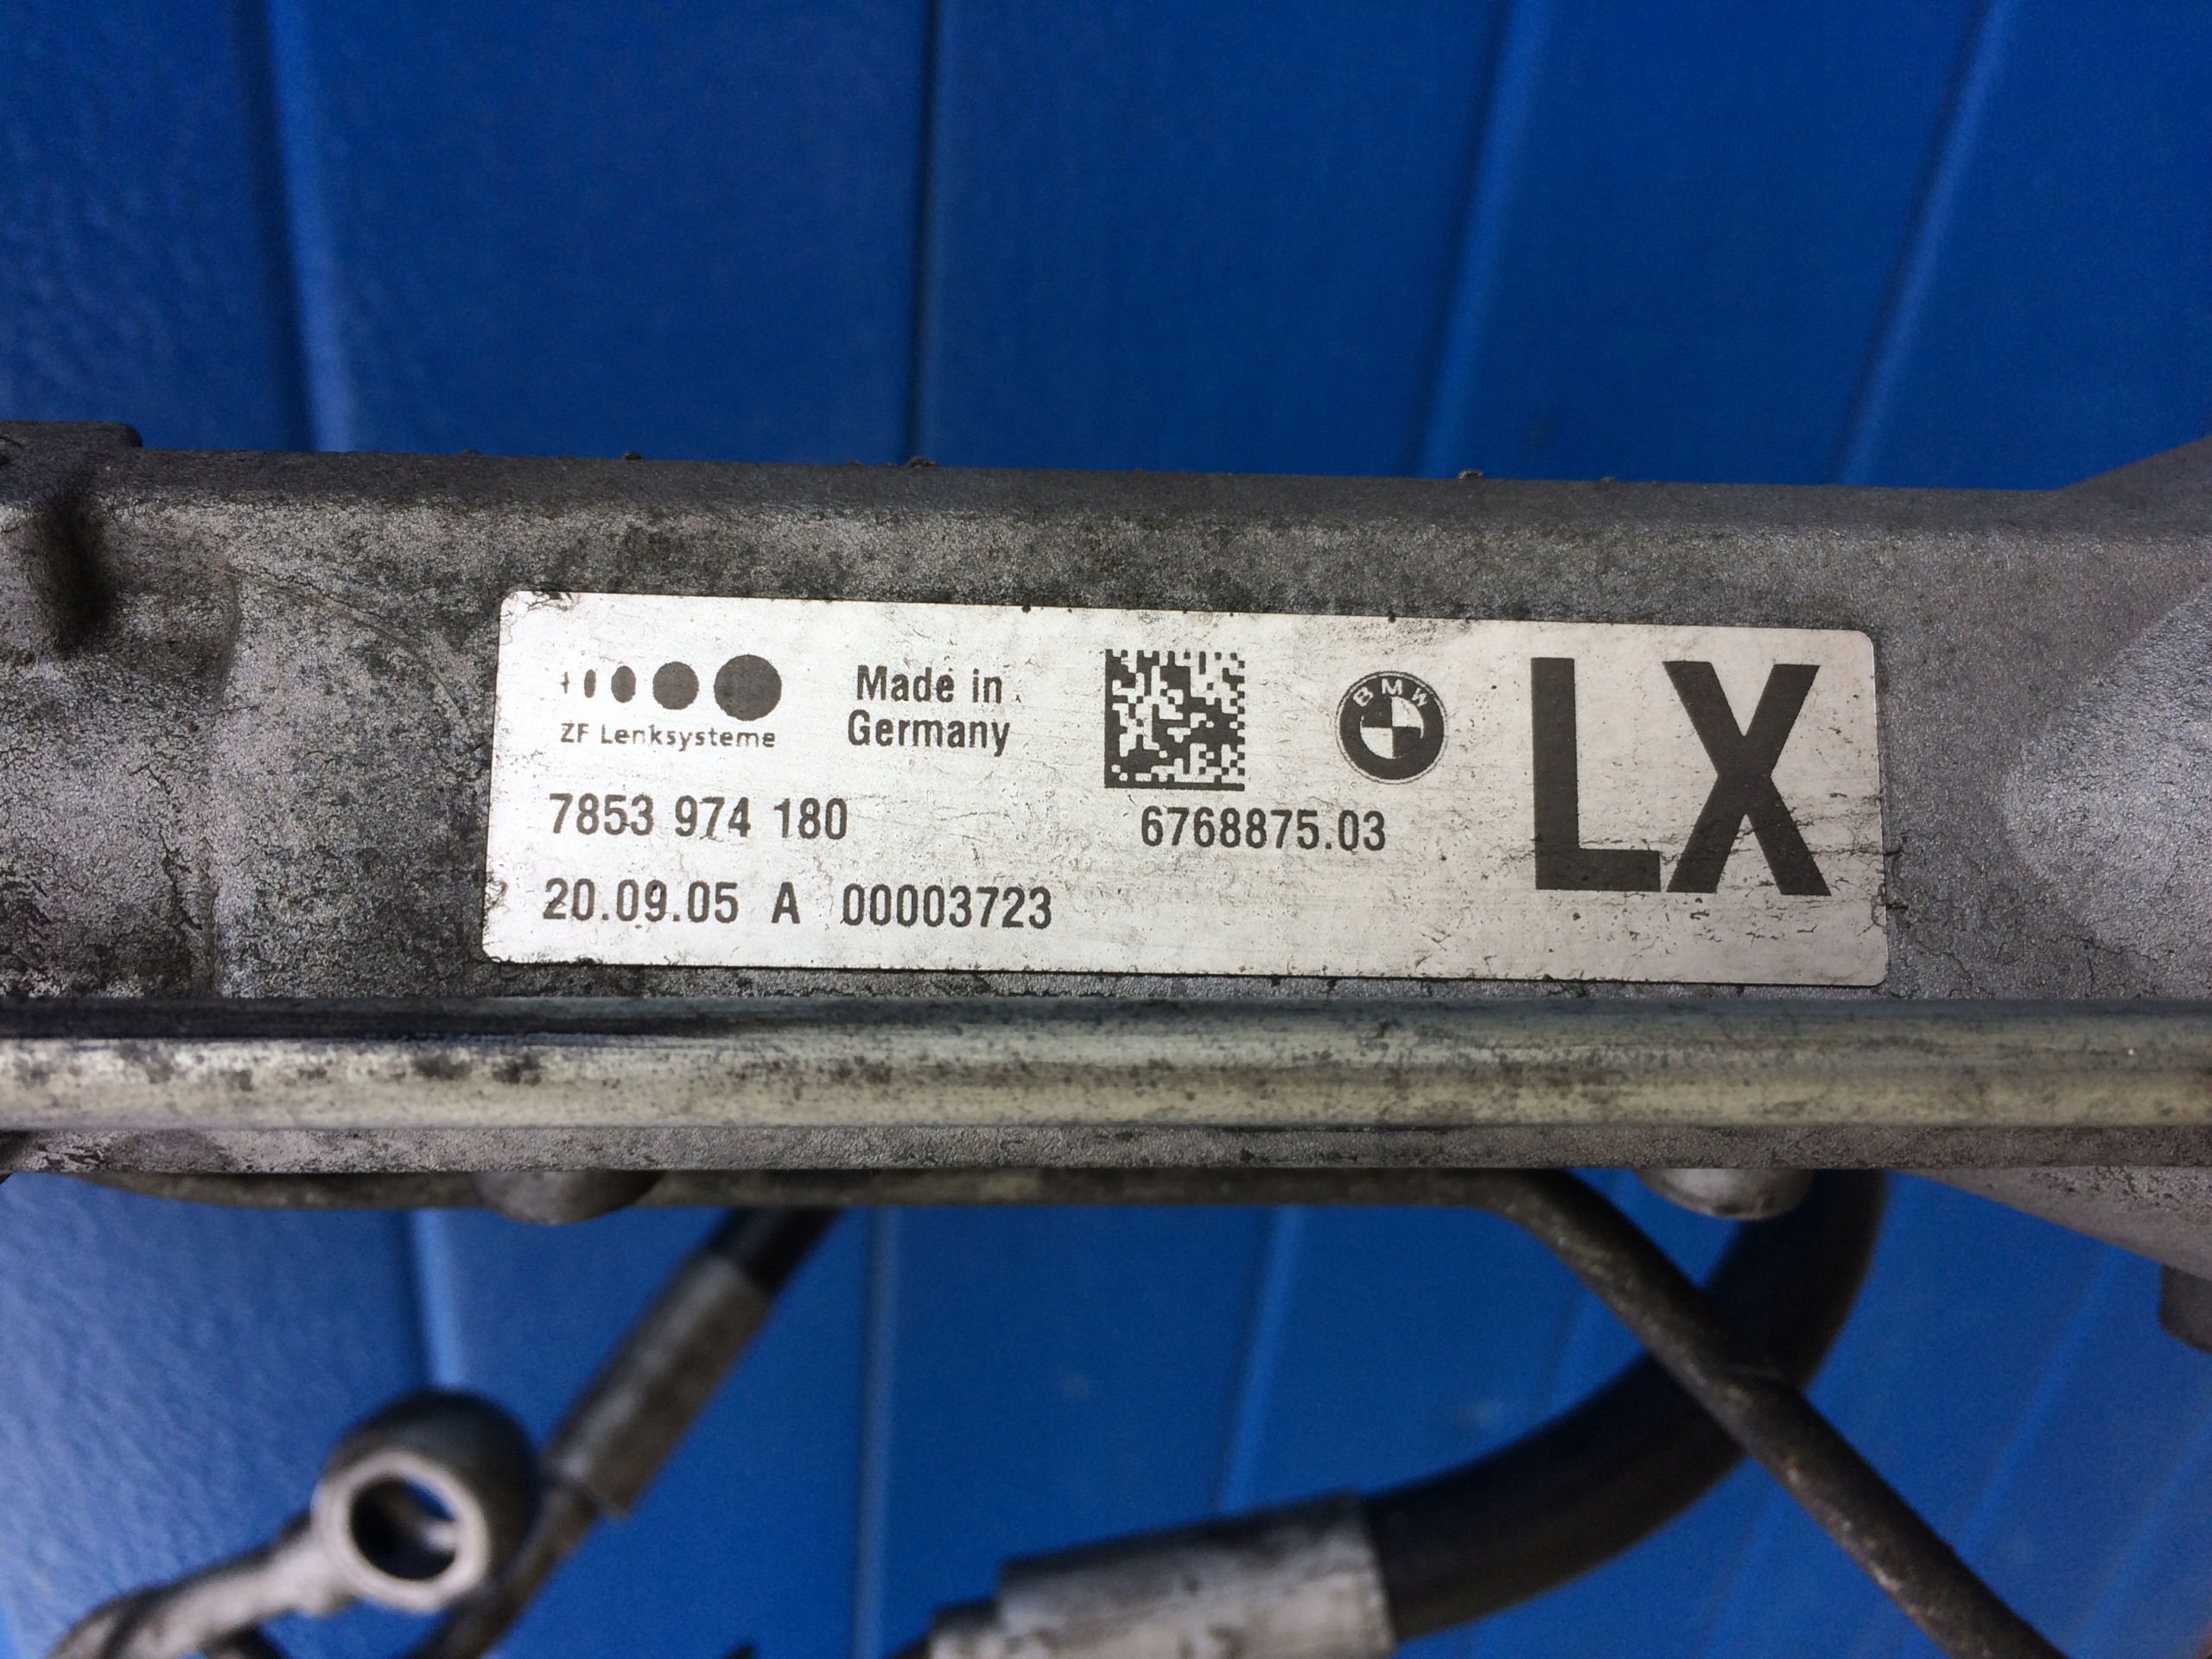 ZF Lenksysteme
Made in
Germany
BMW
LX
7853 974 180
6768875.03
20.09.05 A 00003723